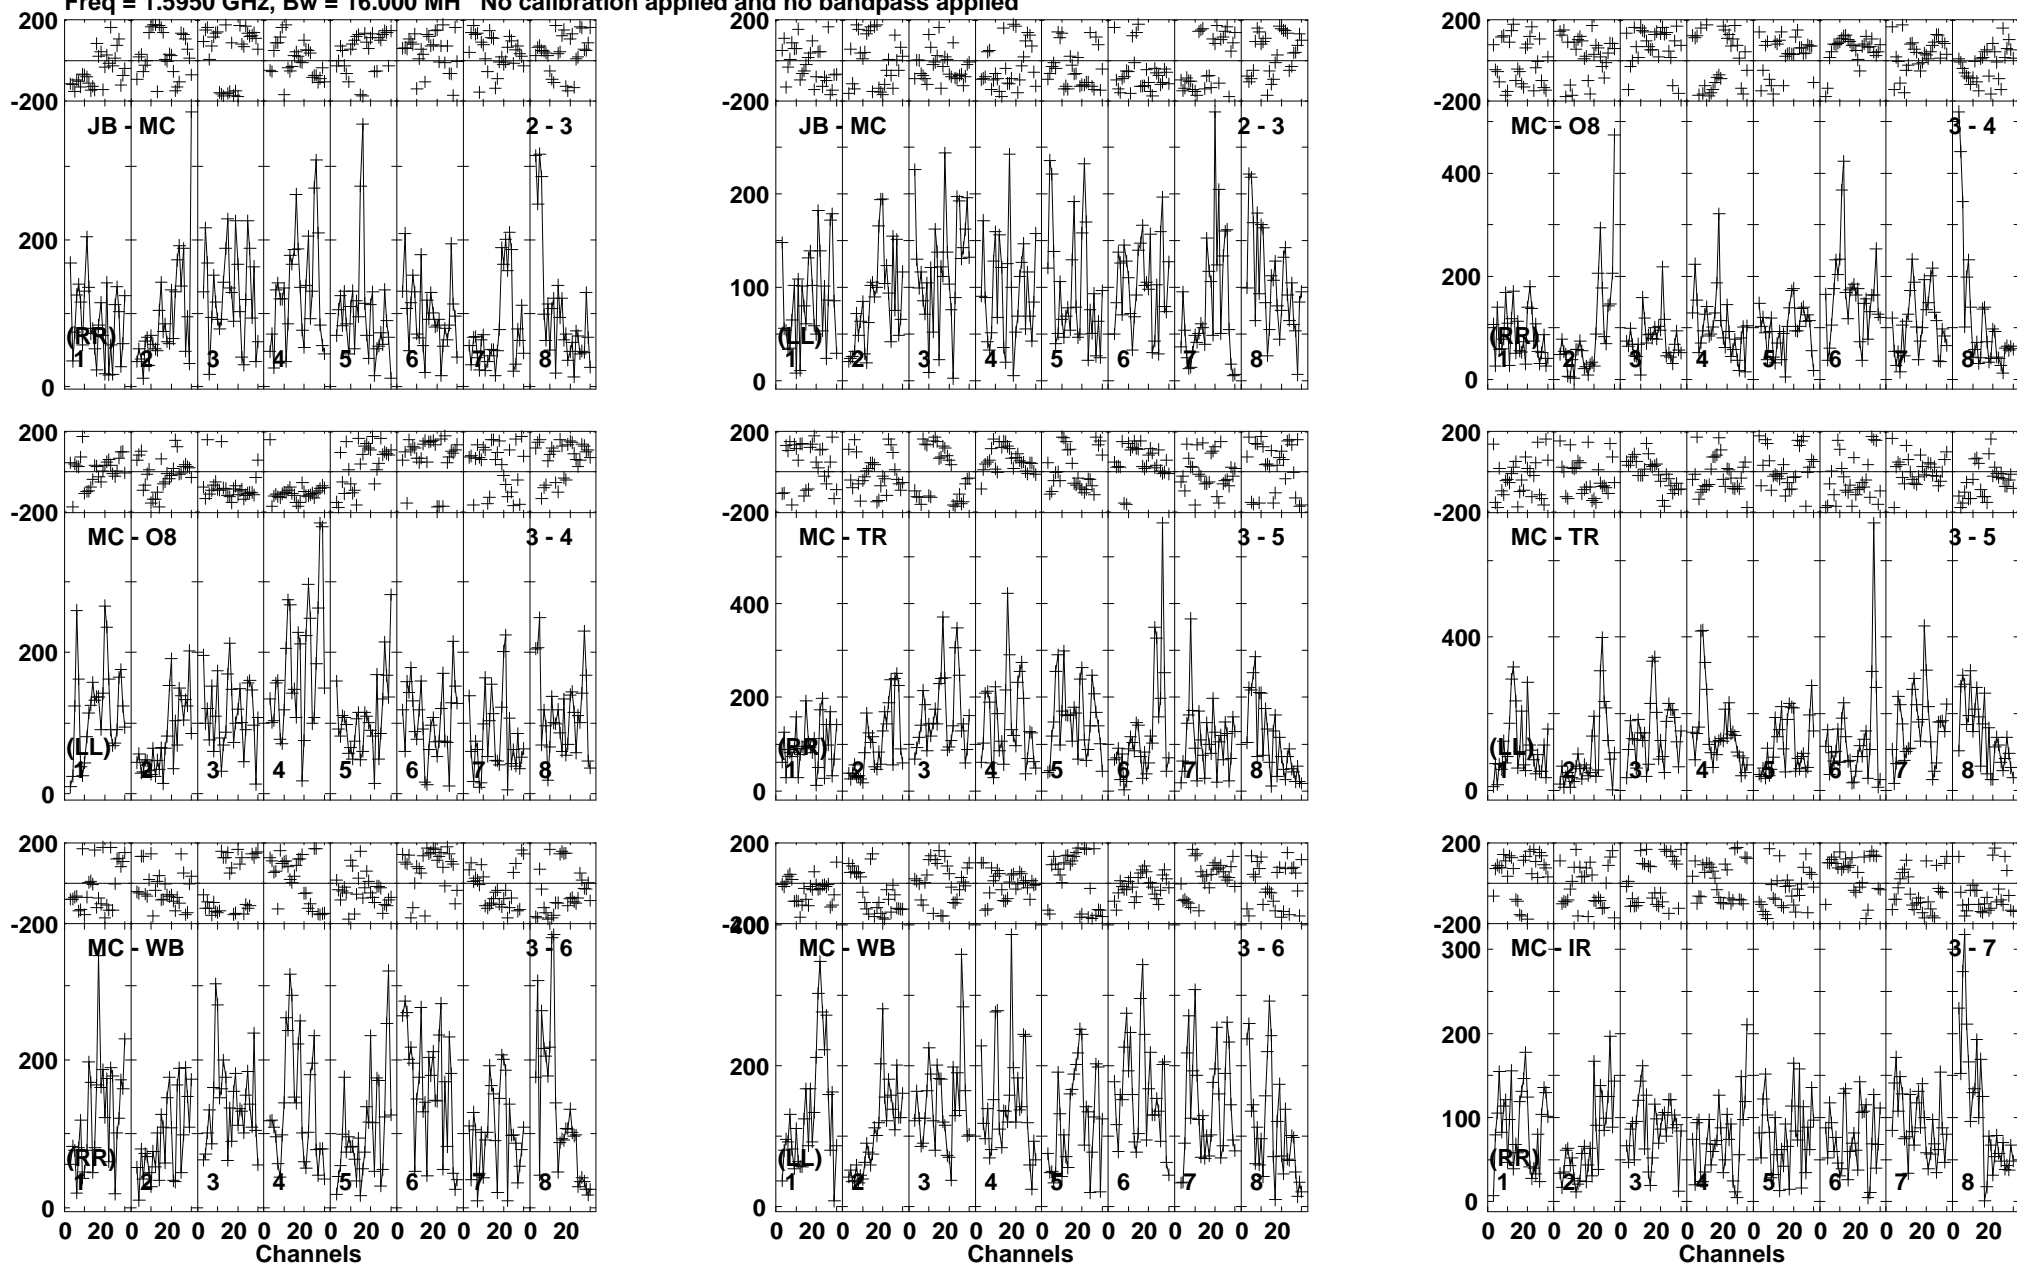 Freq = 1.5950 GHz, Bw = 16.000 MH   No calibration applied and no bandpass applied
200 200 200
-200 -200 -200
JB - MC 2 - 3 JB - MC 2 - 3 MC - O8 3 - 4
400
200 200 200
100
(RR) (LL) (RR)
1 2 3 4 5 6 7 8 1 2 3 4 5 6 7 8 1 2 3 4 5 6 7 8
0 0 0
200 200 200
-200 -200 -200
MC - O8 3 - 4 MC - TR 3 - 5 MC - TR 3 - 5
400 400
200 200
(LL) (RR) (LL)
1 2 3 4 5 6 7 8 1 2 3 4 5 6 7 8 1 2 3 4 5 6 7 8
0 0 0
200 200 200
-200 -200 -200
400
MC - WB 3 - 6 MC - WB 3 - 6 MC - IR 3 - 7
300
200 200 200
100
(RR) (LL) (RR)
1 2 3 4 5 6 7 8 1 2 3 4 5 6 7 8 1 2 3 4 5 6 7 8
0 0 0
0 20 0 20 0 20 0 20 0 20 0 20 0 20 0 20 0 20 0 20 0 20 0 20 0 20 0 20 0 20 0 20 0 20 0 20 0 20 0 20 0 20 0 20 0 20 0 20
Channels Channels Channels